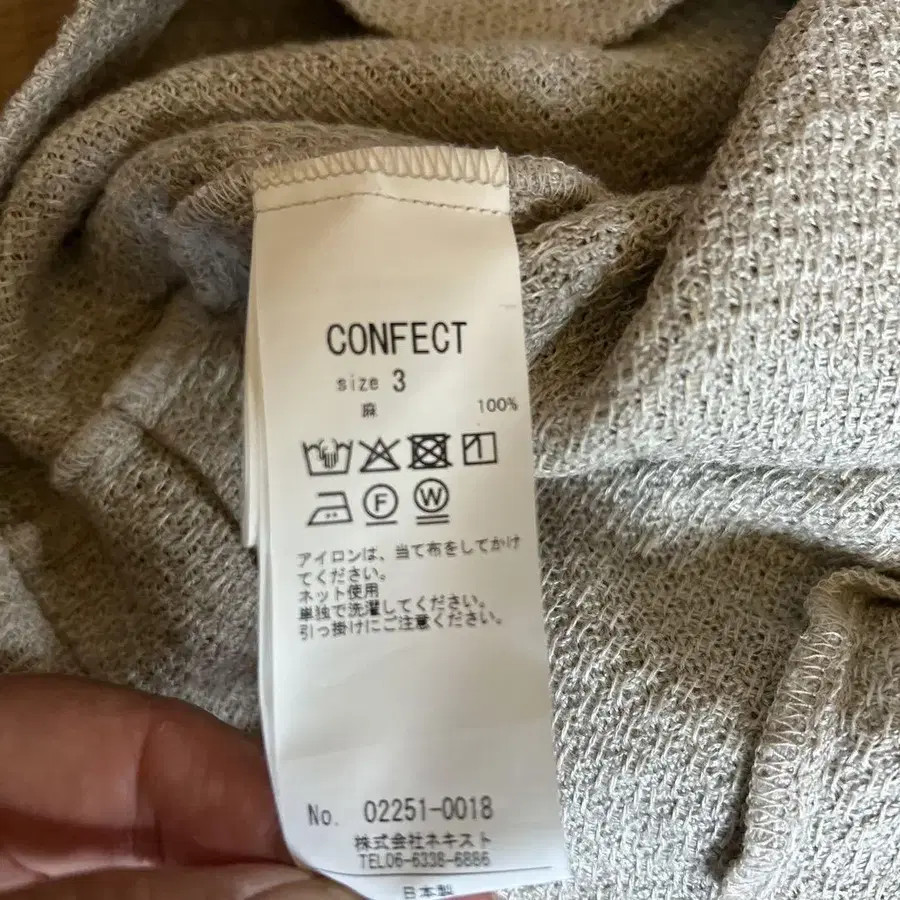 CONFECT
size 3
麻 100%
F W
アイロンは、当て布をしてかけ
てください。
ネット使用
単独で洗濯してください。
引っ掛けにご注意ください。
No. 02251-0018
株式会社ネキスト
TEL06-6338-6886
日本製